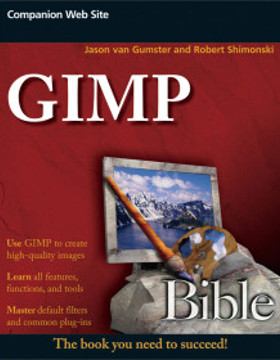 Companion Web Site
Jason van Gumster and Robert Shimonski
GIMP
Use GIMP to create
high-quality images
Learn all features,
functions, and tools
Master default filters
and common plug-ins
Bible
The book you need to succeed!